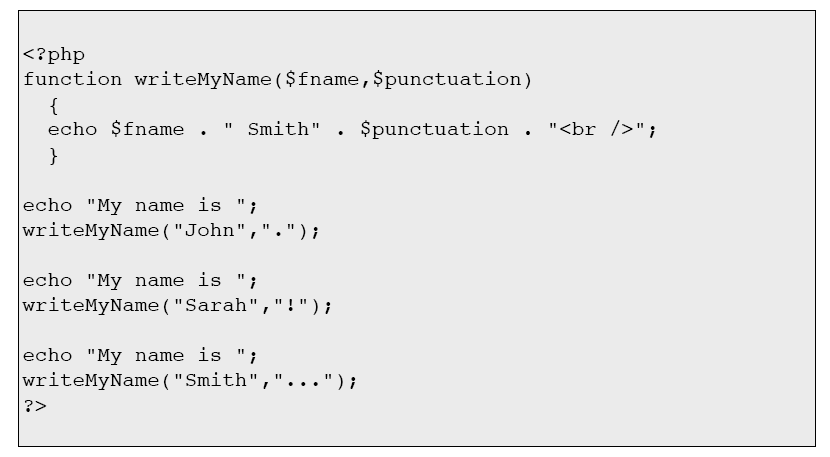 <?php
function writeMyName($fname,$punctuation)
  {
  echo $fname . " Smith" . $punctuation . "<br />";
  }

echo "My name is ";
writeMyName("John",".");

echo "My name is ";
writeMyName("Sarah","!");

echo "My name is ";
writeMyName("Smith","...");
?>